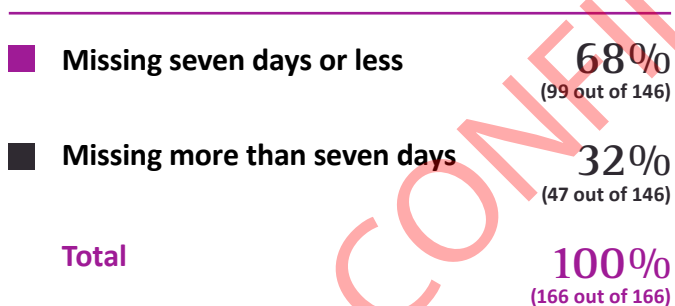 Missing seven days or less 68%
(99 out of 146)
Missing more than seven days 32%
(47 out of 146)
Total 100%
(166 out of 166)